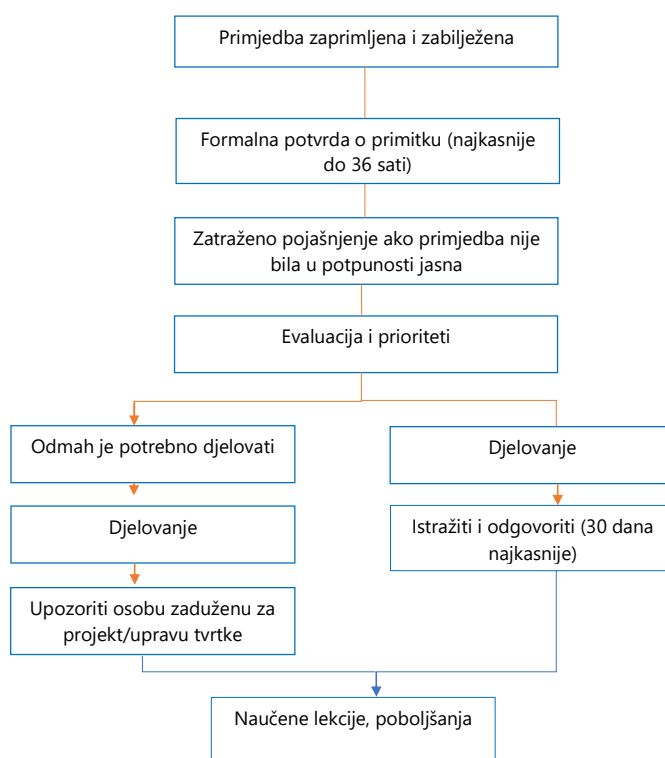 Primjedba zaprimljena i zabilježena
Formalna potvrda o primitku (najkasnije
do 36 sati)
Zatraženo pojašnjenje ako primjedba nije
bila u potpunosti jasna
Evaluacija i prioriteti
Odmah je potrebno djelovati
Djelovanje
Upozoriti osobu zaduženu za
projekt/upravu tvrtke
Djelovanje
Istražiti i odgovoriti (30 dana
najkasnije)
Naučene lekcije, poboljšanja